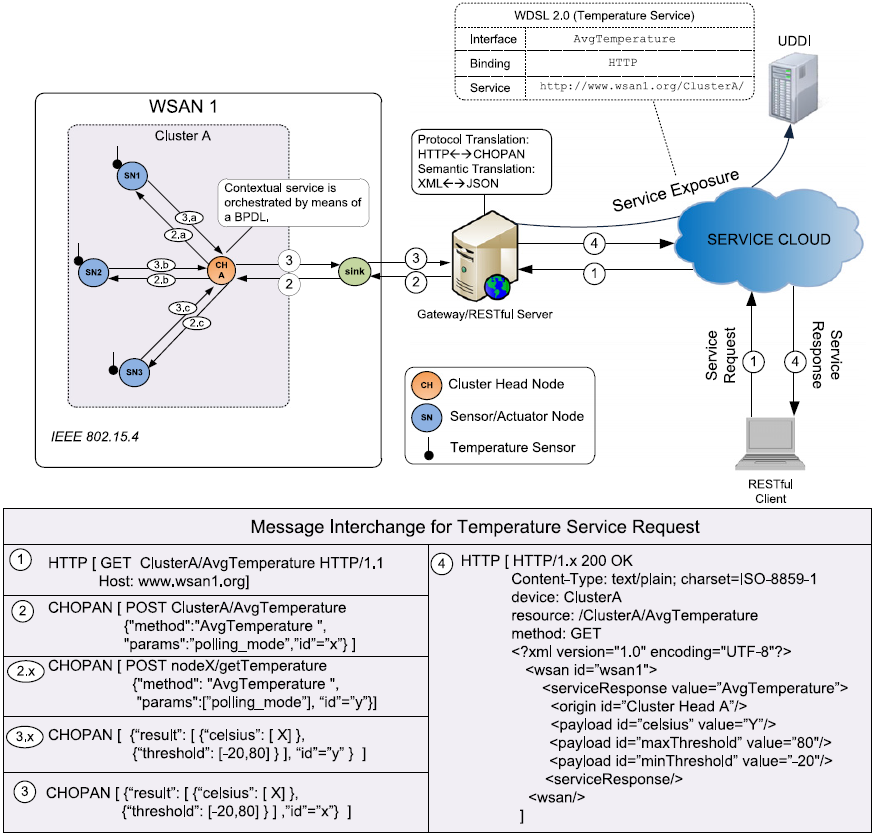 WDSL 2.0 (Temperature Service)
Interface AvgTemperature
Binding HTTP
Service http://www.wsan1.org/ClusterA/
UDDI
WSAN 1
Cluster A
SN1
3,a
2,a
Contextual service is
orchestrated by means of
a BPDL,
SN2
3,b
2,b
CH
A
3
2
sink
3
2
3,c
2,c
SN3
IEEE 802.15.4
Protocol Translation:
HTTP←→CHOPAN
Semantic Translation:
XML←→JSON
Gateway/RESTful Server
Service Exposure
4
1
SERVICE CLOUD
Service
Request
1
4
Service
Response
RESTful
Client
CH Cluster Head Node
SN Sensor/Actuator Node
Temperature Sensor
Message Interchange for Temperature Service Request
1 HTTP [ GET ClusterA/AvgTemperature HTTP/1.1
Host: www.wsan1.org]
2 CHOPAN [ POST ClusterA/AvgTemperature
{"method":"AvgTemperature ",
"params":"polling_mode","id"="x"} ]
2.x CHOPAN [ POST nodeX/getTemperature
{"method": "AvgTemperature ",
"params":["polling_mode"], "id"="y"}]
3,x CHOPAN [ {"result": [ {"celsius": [ X] },
{"threshold": [-20,80] } ], "id"="y" } ]
3 CHOPAN [ {"result": [ {"celsius": [ X] },
{"threshold": [-20,80] } ] ,"id"="x"} ]
4 HTTP [ HTTP/1.x 200 OK
Content-Type: text/plain; charset=ISO-8859-1
device: ClusterA
resource: /ClusterA/AvgTemperature
method: GET
<?xml version="1.0" encoding="UTF-8"?>
<wsan id="wsan1">
<serviceResponse value="AvgTemperature">
<origin id="Cluster Head A"/>
<payload id="celsius" value="Y"/>
<payload id="maxThreshold" value="80"/>
<payload id="minThreshold" value="-20"/>
<serviceResponse/>
<wsan/>
]